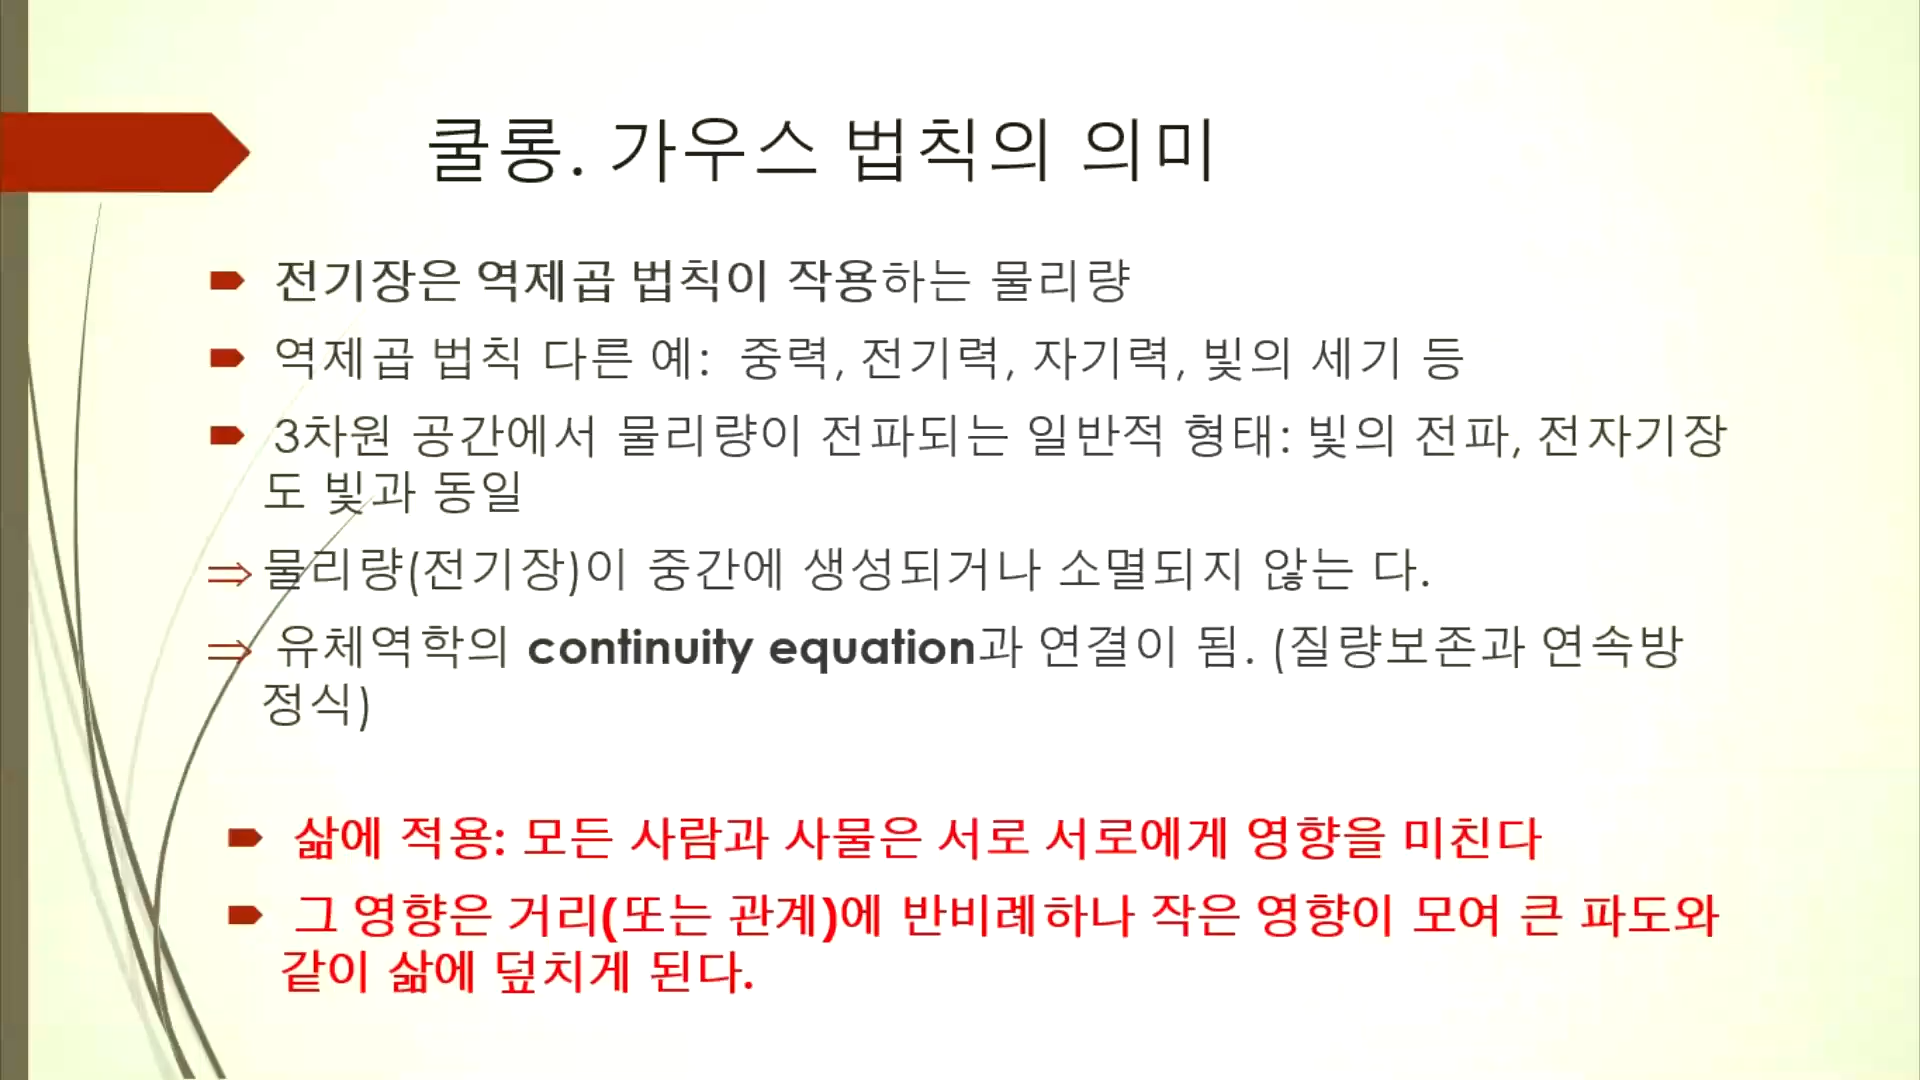 쿨롱. 가우스 법칙의 의미
전기장은 역제곱 법칙이 작용하는 물리량
역제곱 법칙 다른 예: 중력, 전기력, 자기력, 빛의 세기 등
3차원 공간에서 물리량이 전파되는 일반적 형태: 빛의 전파, 전자기장
도 빛과 동일
⇒ 물리량(전기장)이 중간에 생성되거나 소멸되지 않는 다.
⇒ 유체역학의 continuity equation과 연결이 됨. (질량보존과 연속방
정식)
삶에 적용: 모든 사람과 사물은 서로 서로에게 영향을 미친다
그 영향은 거리(또는 관계)에 반비례하나 작은 영향이 모여 큰 파도와
같이 삶에 덮치게 된다.